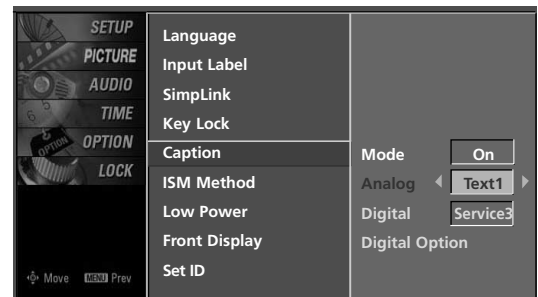 SETUP
PICTURE
AUDIO
TIME
OPTION
LOCK
Move MENU Prev
Language
Input Label
SimpLink
Key Lock
Caption
ISM Method
Low Power
Front Display
Set ID
Mode On
Analog Text1
Digital Service3
Digital Option